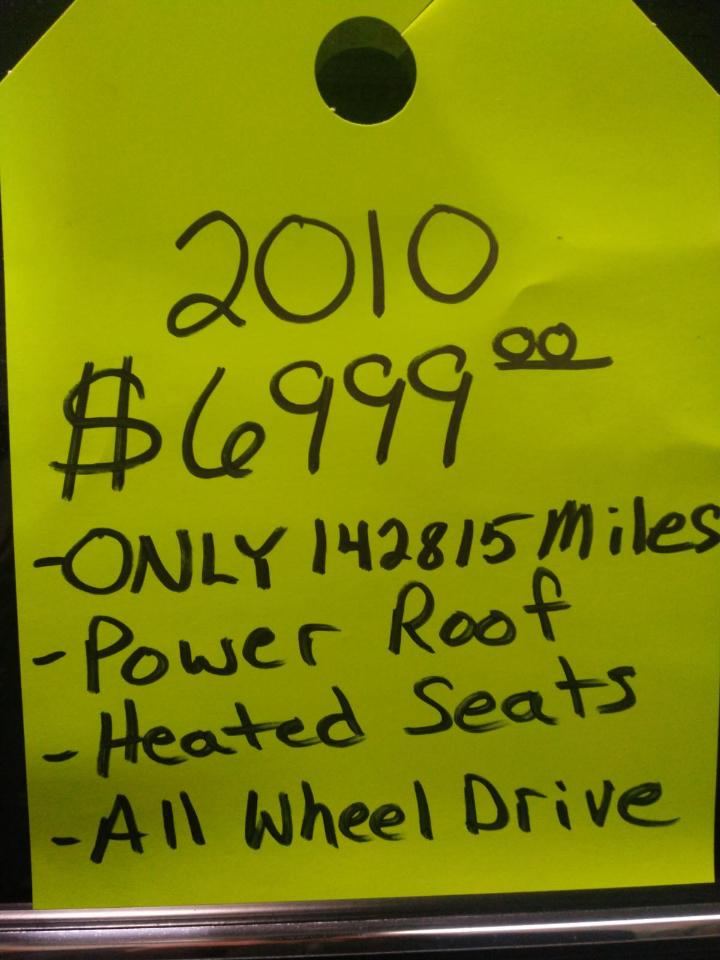 2010
$6999 00
-ONLY 142815 Miles
-Power Roof
-Heated Seats
-All Wheel Drive